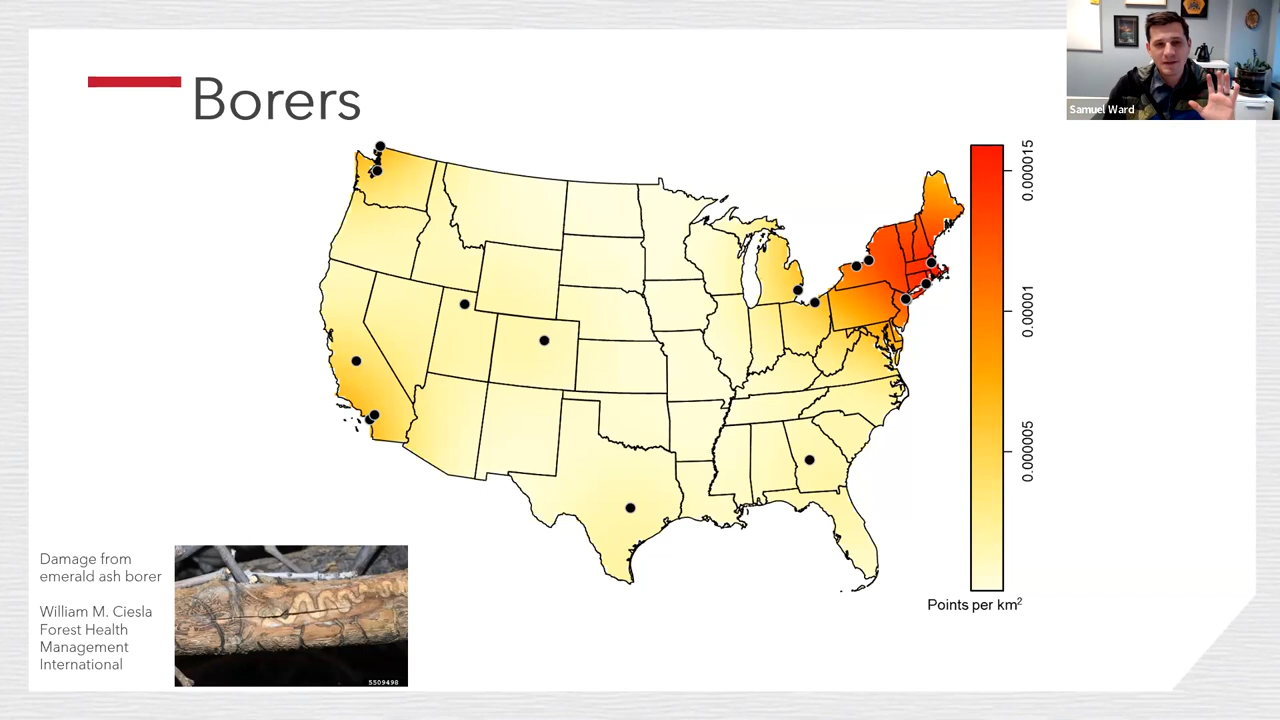 Borers
Samuel Ward
0.000015
0.00001
0.000005
Points per km²
Damage from
emerald ash borer
William M. Ciesla
Forest Health
Management
International
5509498